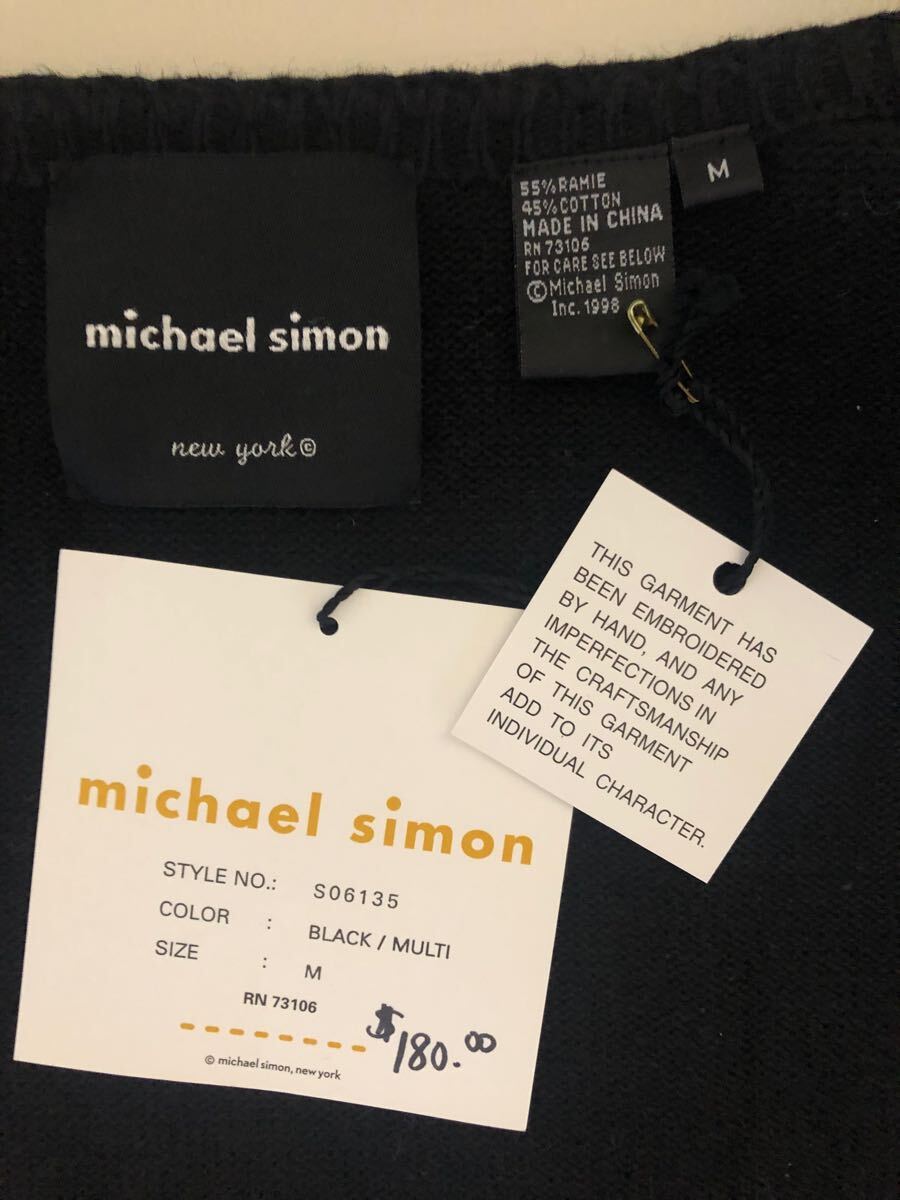 michael simon
new york©
55% RAMIE
45% COTTON
MADE IN CHINA
RN 73106
FOR CARE SEE BELOW
©Michael Simon
Inc. 1998
M
THIS GARMENT HAS
BEEN EMBROIDERED
BY HAND, AND ANY
IMPERFECTIONS IN
THE CRAFTSMANSHIP
OF THIS GARMENT
ADD TO ITS
INDIVIDUAL CHARACTER.
michael simon
STYLE NO.: S06135
COLOR : BLACK / MULTI
SIZE : M
RN 73106
$180.00
© michael simon, new york